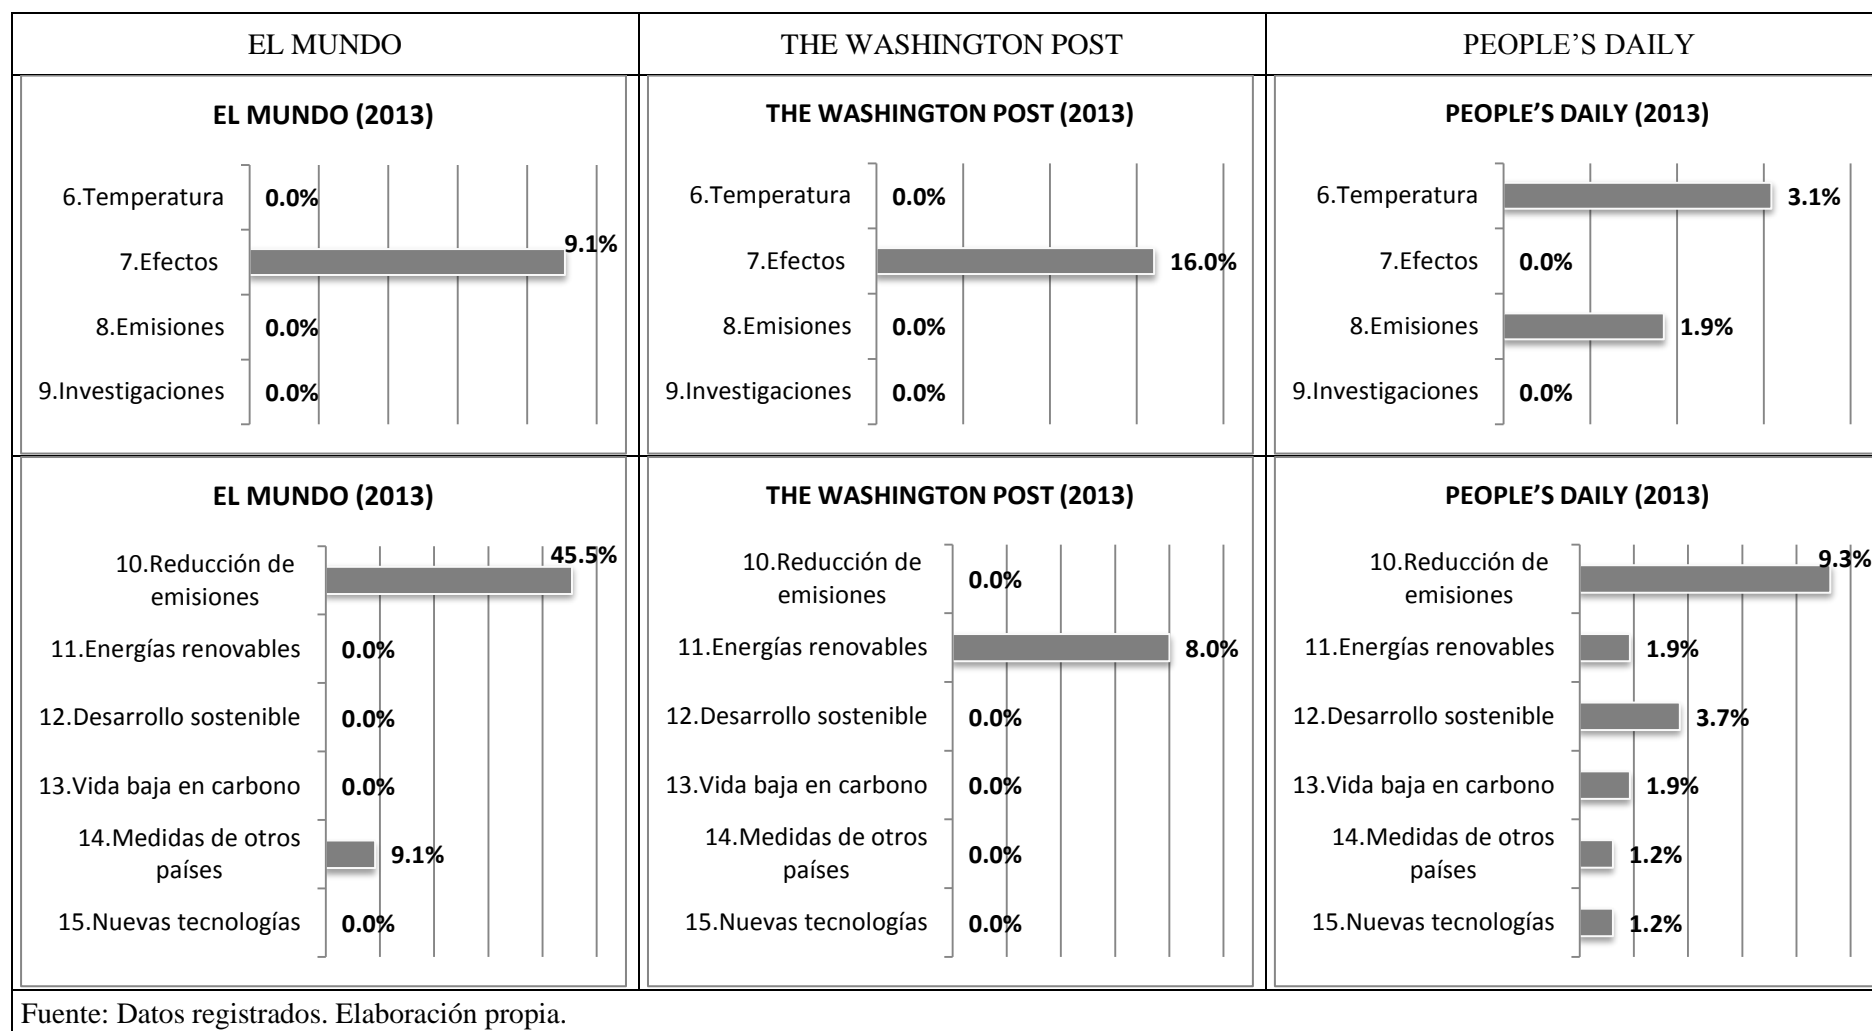 EL MUNDO
THE WASHINGTON POST
PEOPLE’S DAILY
EL MUNDO (2013)
6.Temperatura 0.0%
7.Efectos 9.1%
8.Emisiones 0.0%
9.Investigaciones 0.0%
THE WASHINGTON POST (2013)
6.Temperatura 0.0%
7.Efectos 16.0%
8.Emisiones 0.0%
9.Investigaciones 0.0%
PEOPLE’S DAILY (2013)
6.Temperatura 3.1%
7.Efectos 0.0%
8.Emisiones 1.9%
9.Investigaciones 0.0%
EL MUNDO (2013)
10.Reducción de
emisiones 45.5%
11.Energías renovables 0.0%
12.Desarrollo sostenible 0.0%
13.Vida baja en carbono 0.0%
14.Medidas de otros
países 9.1%
15.Nuevas tecnologías 0.0%
THE WASHINGTON POST (2013)
10.Reducción de
emisiones 0.0%
11.Energías renovables 8.0%
12.Desarrollo sostenible 0.0%
13.Vida baja en carbono 0.0%
14.Medidas de otros
países 0.0%
15.Nuevas tecnologías 0.0%
PEOPLE’S DAILY (2013)
10.Reducción de
emisiones 9.3%
11.Energías renovables 1.9%
12.Desarrollo sostenible 3.7%
13.Vida baja en carbono 1.9%
14.Medidas de otros
países 1.2%
15.Nuevas tecnologías 1.2%
Fuente: Datos registrados. Elaboración propia.